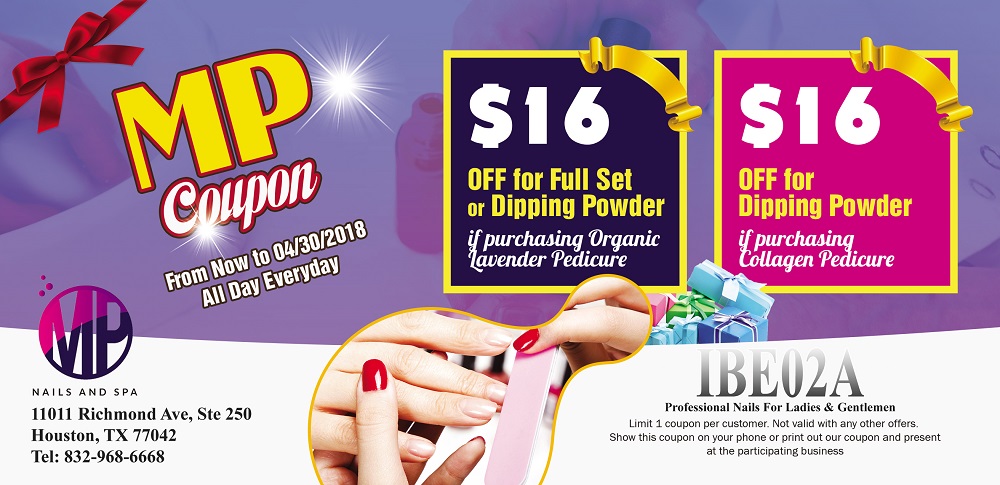 MP
Coupon
From Now to 04/30/2018
All Day Everyday
$16
OFF for Full Set
or Dipping Powder
if purchasing Organic
Lavender Pedicure
$16
OFF for
Dipping Powder
if purchasing
Collagen Pedicure
MP
NAILS AND SPA
11011 Richmond Ave, Ste 250
Houston, TX 77042
Tel: 832-968-6668
IBE02A
Professional Nails For Ladies & Gentlemen
Limit 1 coupon per customer. Not valid with any other offers.
Show this coupon on your phone or print out our coupon and present
at the participating business